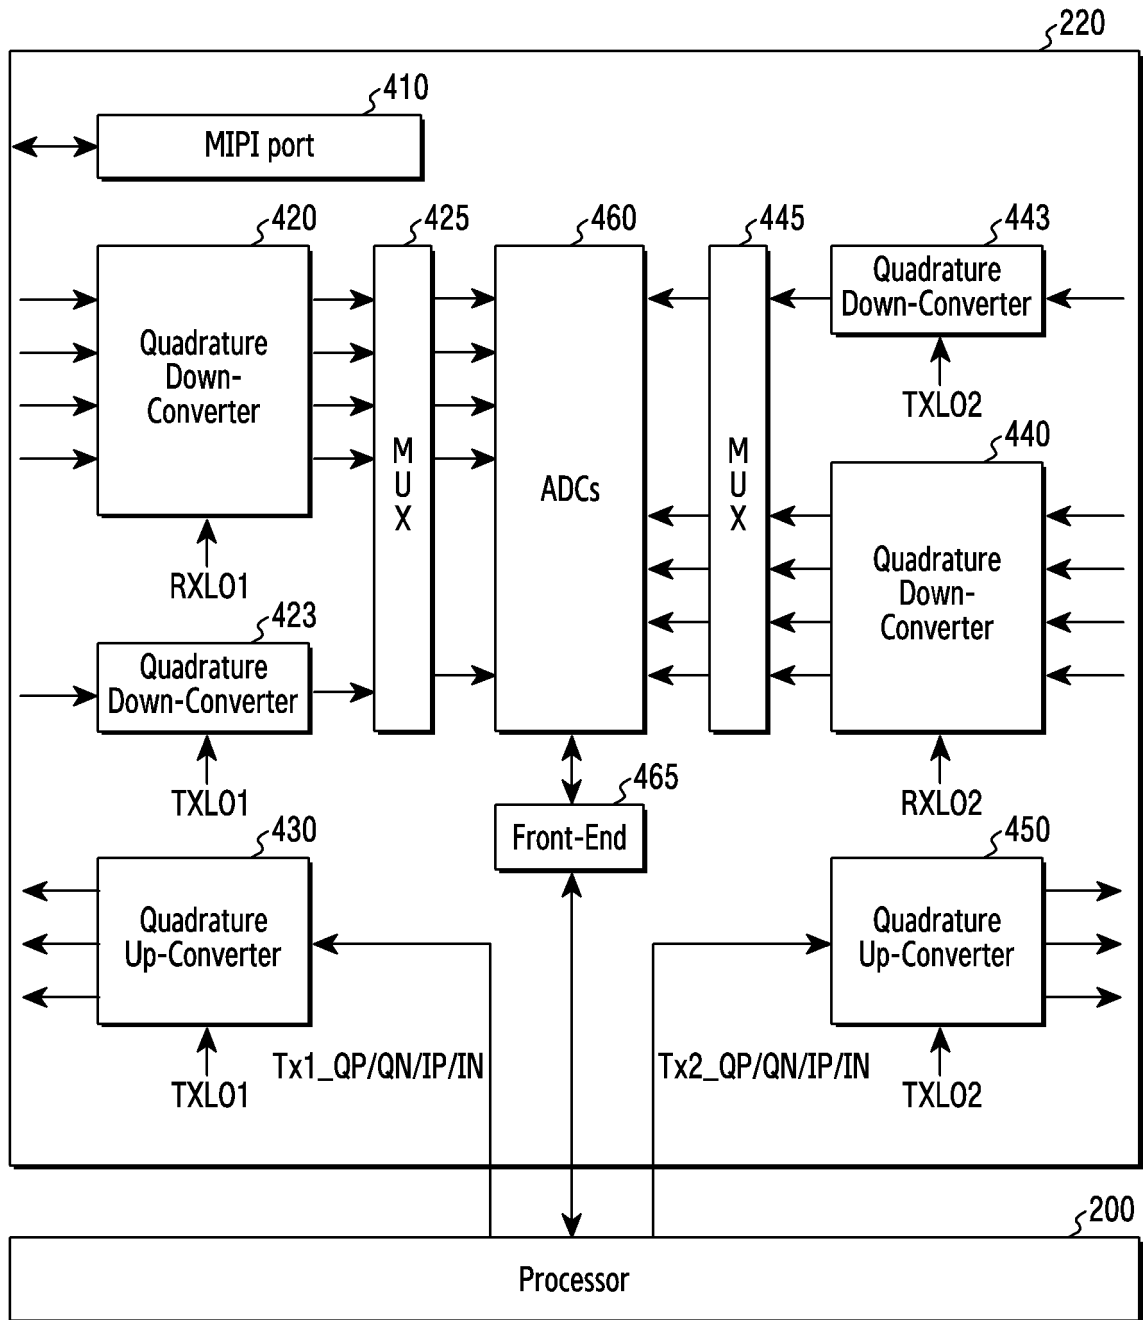 220
410
MIPI port
420
425
460
445
443
Quadrature
Down-
Converter
M
U
X
ADCs
M
U
X
Quadrature
Down-Converter
TXLO2
440
Quadrature
Down-
Converter
RXLO1
423
Quadrature
Down-Converter
TXLO1
465
Front-End
RXLO2
430
Quadrature
Up-Converter
450
Quadrature
Up-Converter
Tx1_QP/QN/IP/IN
Tx2_QP/QN/IP/IN
TXLO1
TXLO2
200
Processor